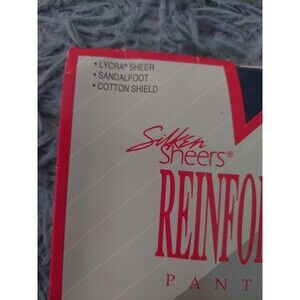 • LYCRA® SHEER
• SANDALFOOT
• COTTON SHIELD
Silken
Sheers®
REINFO
PANT